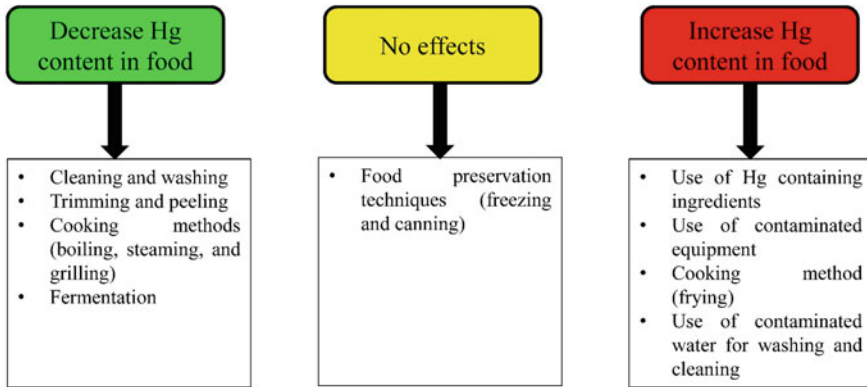 Decrease Hg
content in food
• Cleaning and washing
• Trimming and peeling
• Cooking methods
(boiling, steaming, and
grilling)
• Fermentation
No effects
• Food preservation
techniques (freezing
and canning)
Increase Hg
content in food
• Use of Hg containing
ingredients
• Use of contaminated
equipment
• Cooking method
(frying)
• Use of contaminated
water for washing and
cleaning